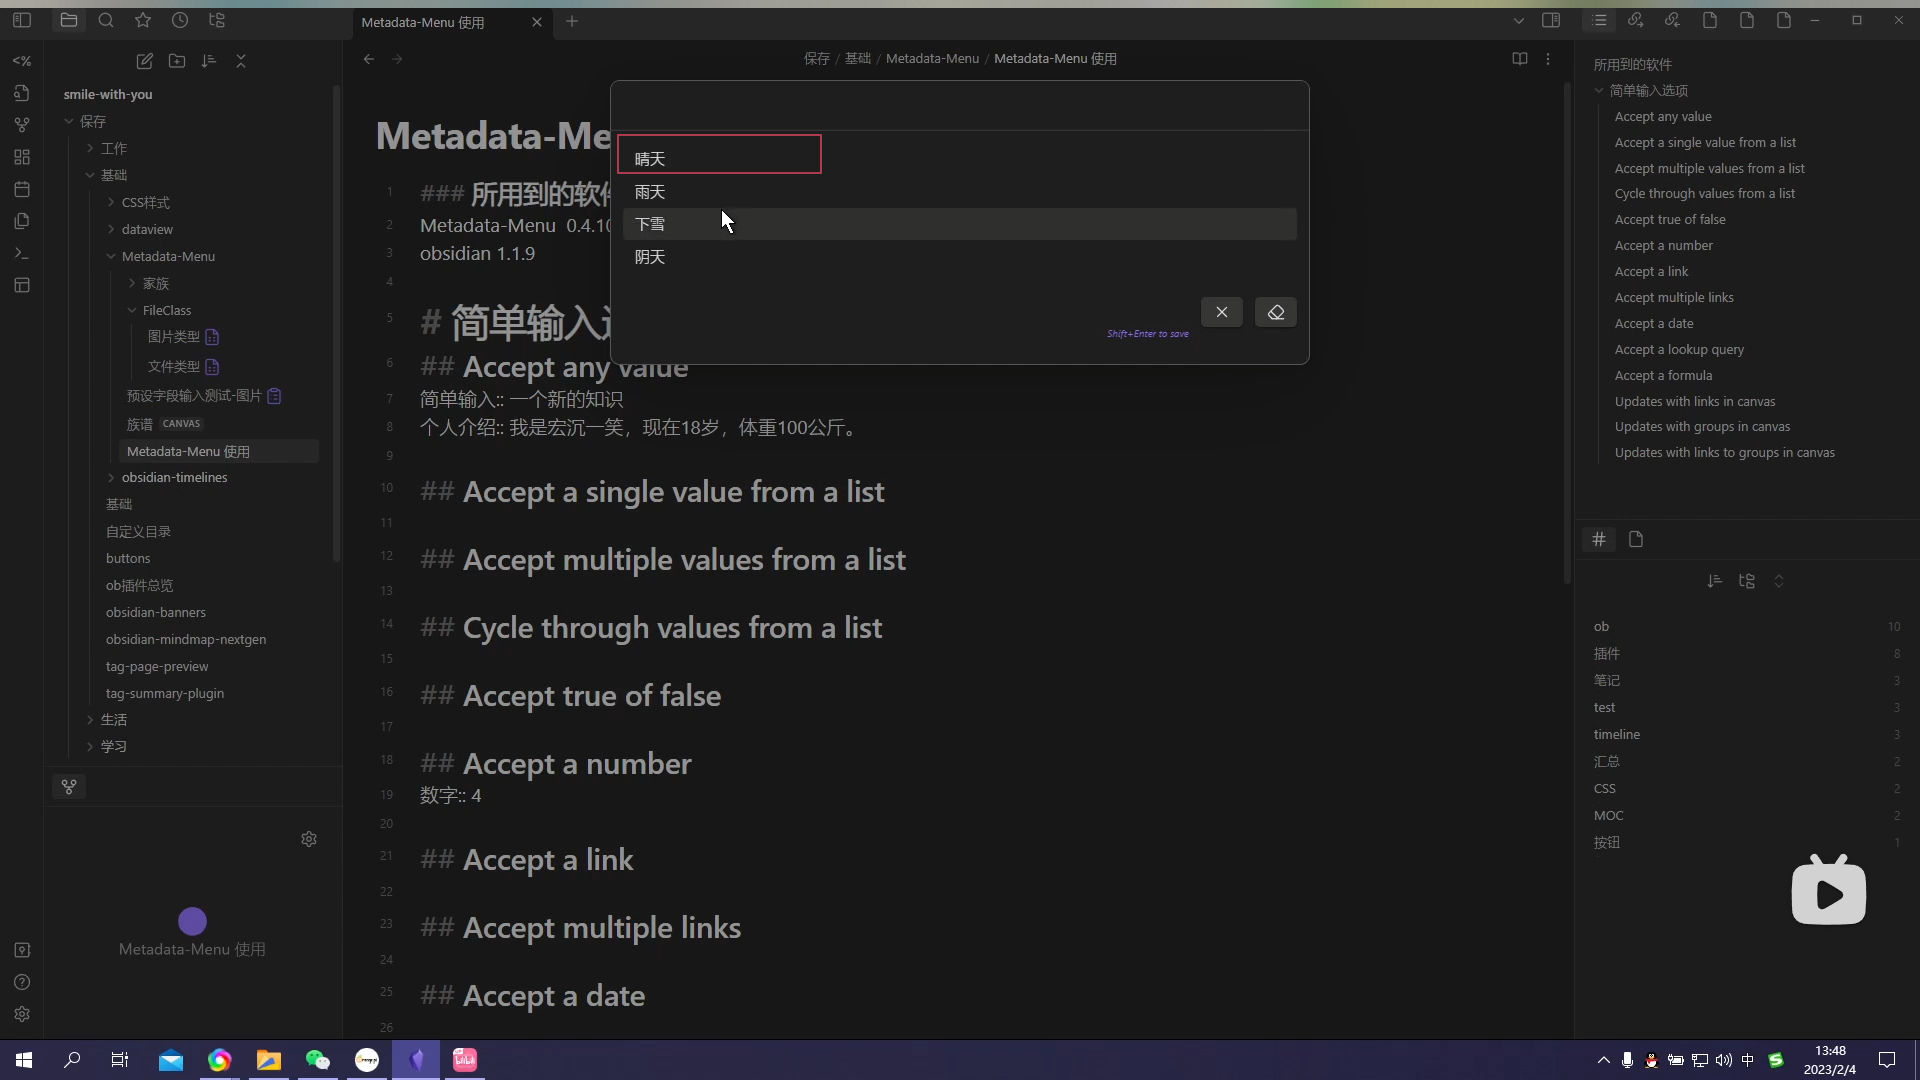 Metadata-Menu 使用
保存 / 基础 / Metadata-Menu / Metadata-Menu 使用
smile-with-you
保存
工作
基础
CSS样式
dataview
Metadata-Menu
家族
FileClass
图片类型
文件类型
预设字段输入测试-图片
族谱 CANVAS
Metadata-Menu 使用
obsidian-timelines
基础
自定义目录
buttons
ob插件总览
obsidian-banners
obsidian-mindmap-nextgen
tag-page-preview
tag-summary-plugin
生活
学习
Metadata-Menu 使用
晴天
雨天
下雪
阴天
Shift+Enter to save
Metadata-Me
1 ### 所用到的软件
2 Metadata-Menu 0.4.10
3 obsidian 1.1.9
4
5 # 简单输入选
6 ## Accept any value
7 简单输入:: 一个新的知识
8 个人介绍:: 我是宏沉一笑，现在18岁，体重100公斤。
9
10 ## Accept a single value from a list
11
12 ## Accept multiple values from a list
13
14 ## Cycle through values from a list
15
16 ## Accept true of false
17
18 ## Accept a number
19 数字:: 4
20
21 ## Accept a link
22
23 ## Accept multiple links
24
25 ## Accept a date
26
所用到的软件
简单输入选项
Accept any value
Accept a single value from a list
Accept multiple values from a list
Cycle through values from a list
Accept true of false
Accept a number
Accept a link
Accept multiple links
Accept a date
Accept a lookup query
Accept a formula
Updates with links in canvas
Updates with groups in canvas
Updates with links to groups in canvas
ob 10
插件 8
笔记 3
test 3
timeline 3
汇总 2
CSS 2
MOC 2
按钮 1
中
13:48
2023/2/4